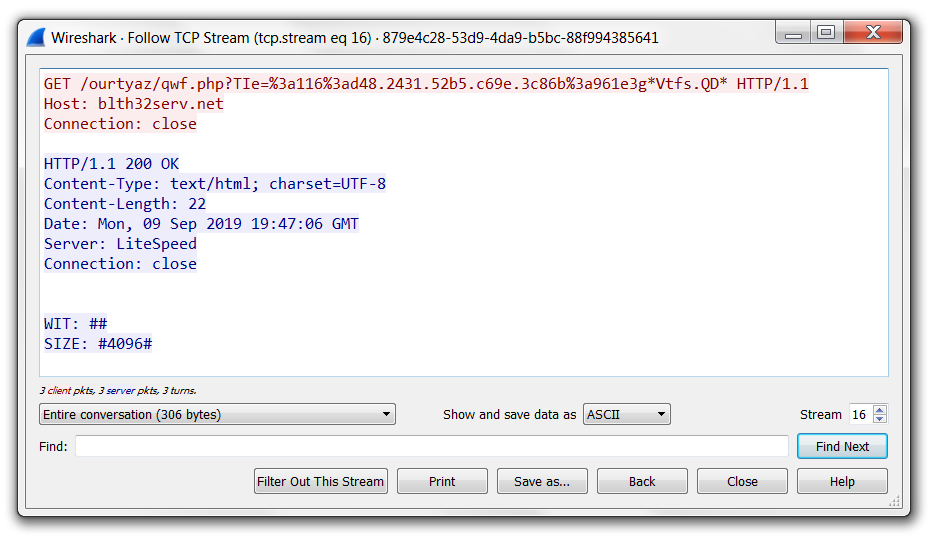 Wireshark · Follow TCP Stream (tcp.stream eq 16) · 879e4c28-53d9-4da9-b5bc-88f994385641
GET /ourtyaz/qwf.php?TIe=%3a116%3ad48.2431.52b5.c69e.3c86b%3a961e3g*Vtfs.QD* HTTP/1.1
Host: blth32serv.net
Connection: close
HTTP/1.1 200 OK
Content-Type: text/html; charset=UTF-8
Content-Length: 22
Date: Mon, 09 Sep 2019 19:47:06 GMT
Server: LiteSpeed
Connection: close
WIT: ##
SIZE: #4096#
3 client pkts, 3 server pkts, 3 turns.
Entire conversation (306 bytes) Show and save data as ASCII Stream 16
Find: Find Next
Filter Out This Stream Print Save as... Back Close Help